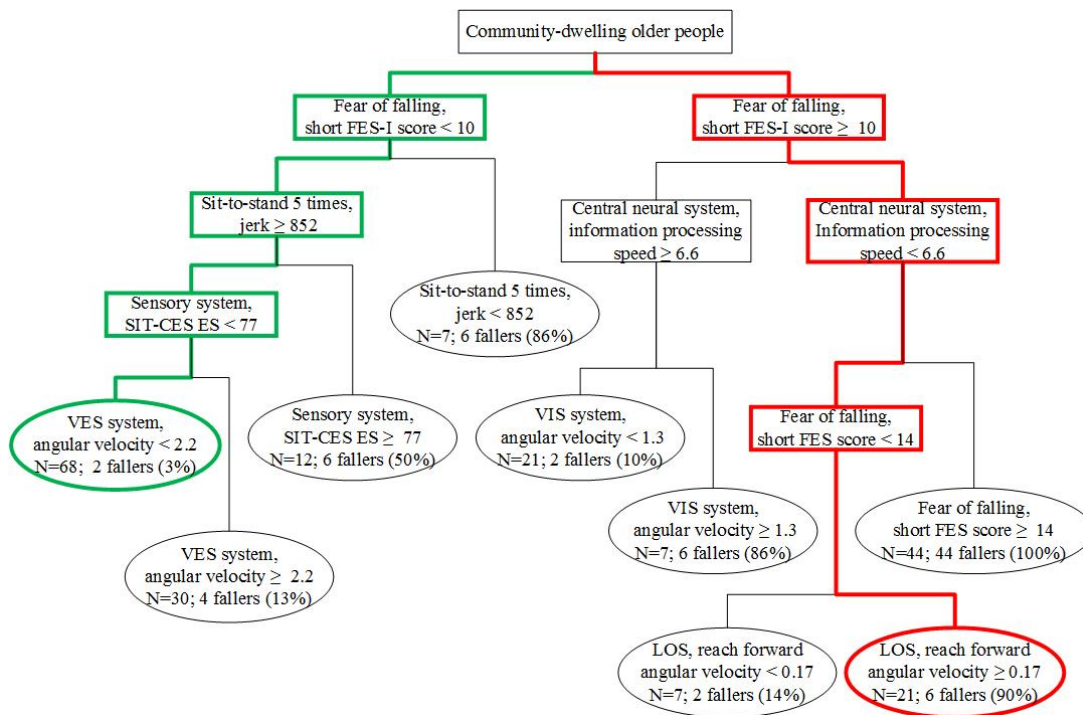 Community-dwelling older people
Fear of falling,
short FES-I score < 10
Fear of falling,
short FES-I score ≥ 10
Sit-to-stand 5 times,
jerk ≥ 852
Central neural system,
information processing
speed ≥ 6.6
Central neural system,
Information processing
speed < 6.6
Sensory system,
SIT-CES ES < 77
Sit-to-stand 5 times,
jerk < 852
N=7; 6 fallers (86%)
VES system,
angular velocity < 2.2
N=68; 2 fallers (3%)
Sensory system,
SIT-CES ES ≥ 77
N=12; 6 fallers (50%)
VIS system,
angular velocity < 1.3
N=21; 2 fallers (10%)
Fear of falling,
short FES score < 14
VIS system,
angular velocity ≥ 1.3
N=7; 6 fallers (86%)
Fear of falling,
short FES score ≥ 14
N=44; 44 fallers (100%)
VES system,
angular velocity ≥ 2.2
N=30; 4 fallers (13%)
LOS, reach forward
angular velocity < 0.17
N=7; 2 fallers (14%)
LOS, reach forward
angular velocity ≥ 0.17
N=21; 6 fallers (90%)